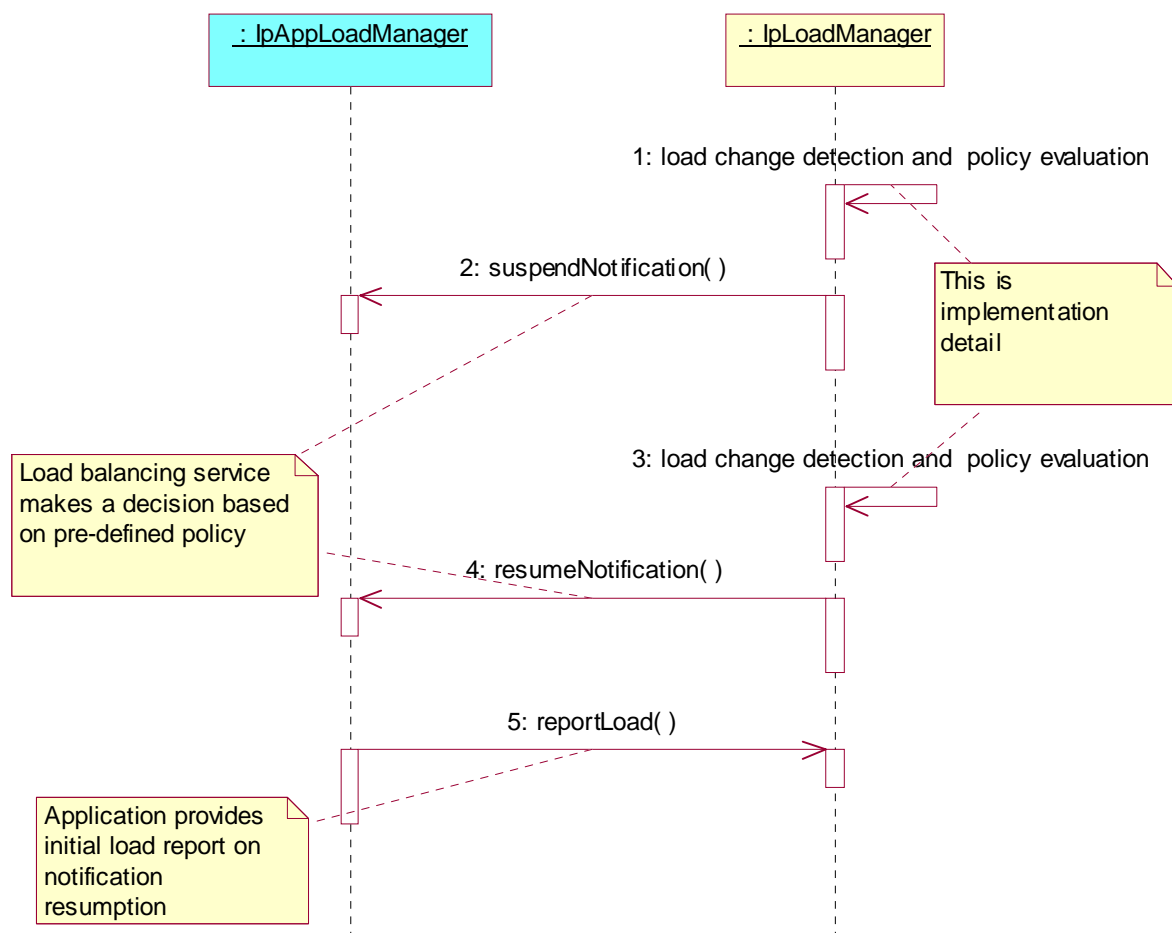 : IpAppLoadManager
: IpLoadManager
1: load change detection and policy evaluation
2: suspendNotification( )
This is
implementation
detail
Load balancing service
makes a decision based
on pre-defined policy
3: load change detection and policy evaluation
4: resumeNotification( )
5: reportLoad( )
Application provides
initial load report on
notification
resumption